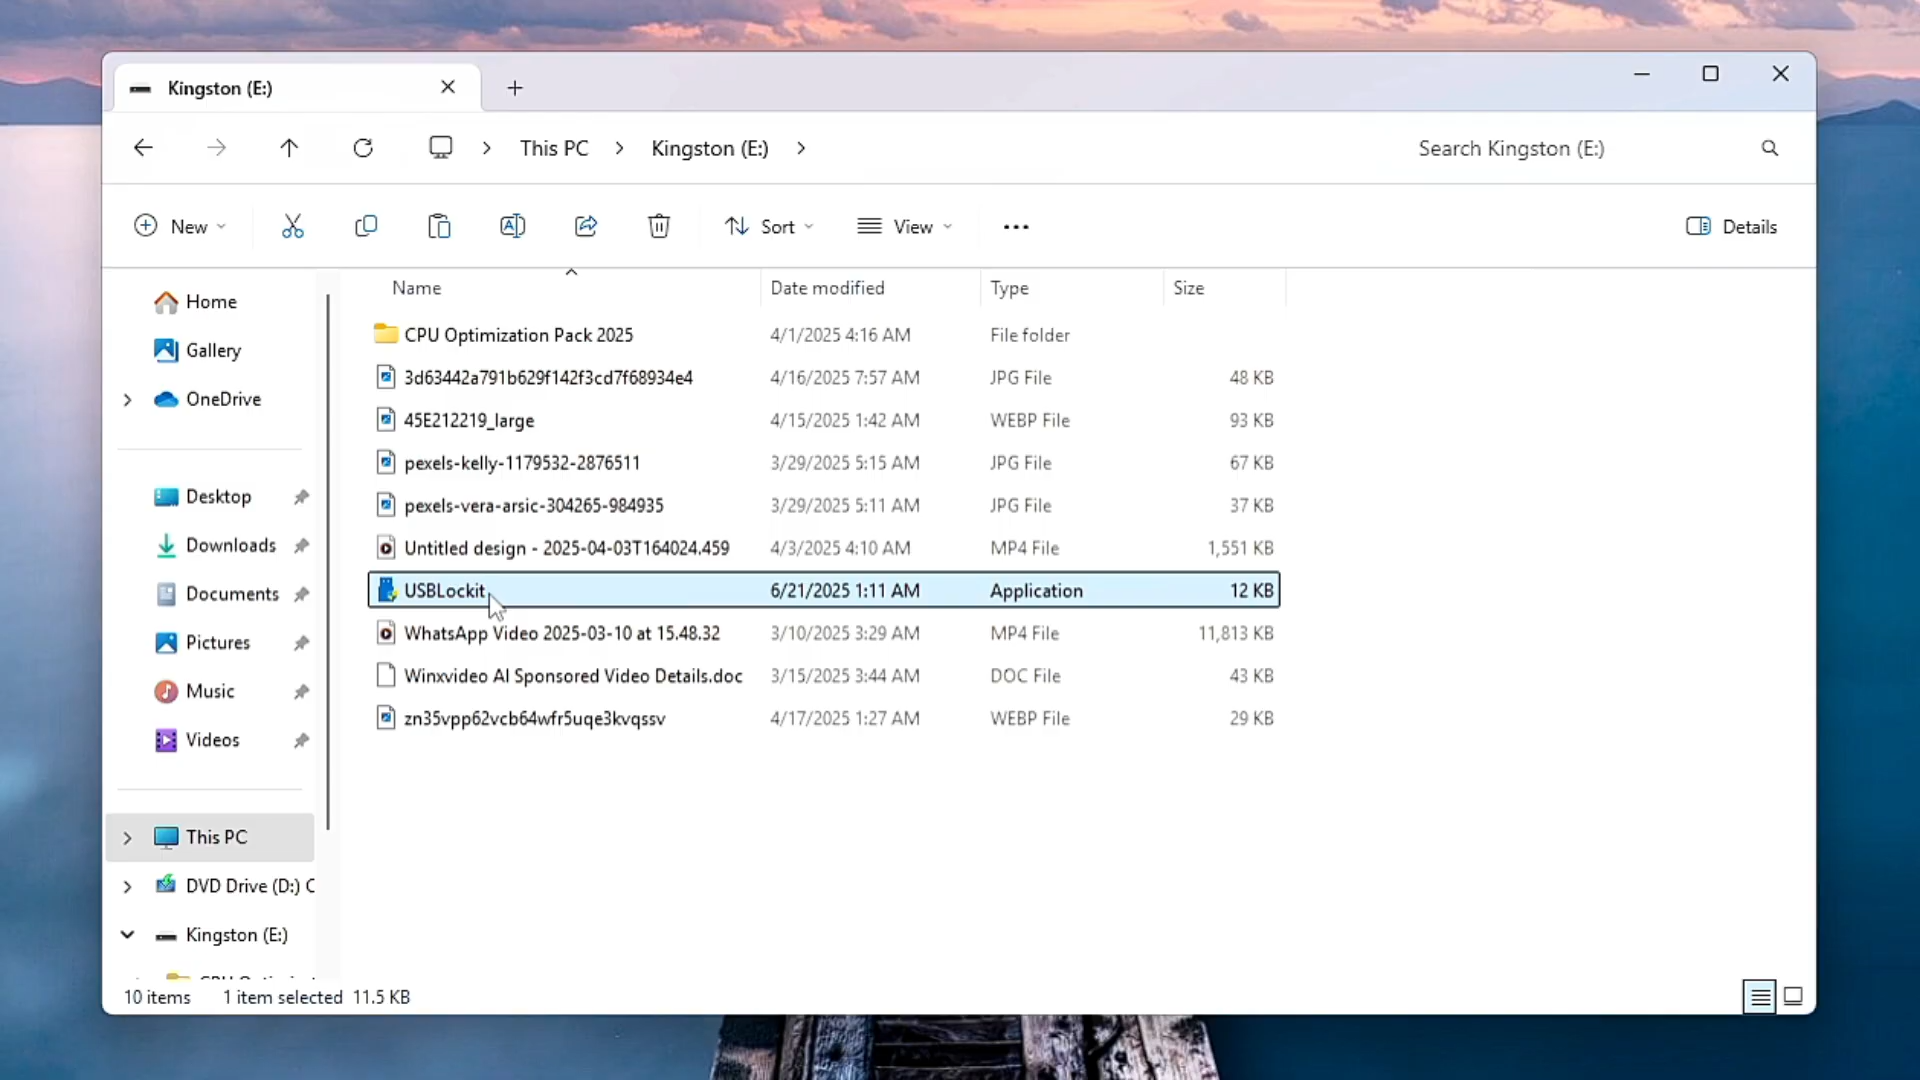 Kingston (E:)
This PC > Kingston (E:) >
Search Kingston (E:)
New
Sort
View
Details
Home
Gallery
OneDrive
Desktop
Downloads
Documents
Pictures
Music
Videos
This PC
DVD Drive (D:) C
Kingston (E:)
Name Date modified Type Size
CPU Optimization Pack 2025 4/1/2025 4:16 AM File folder
3d63442a791b629f142f3cd7f68934e4 4/16/2025 7:57 AM JPG File 48 KB
45E212219_large 4/15/2025 1:42 AM WEBP File 93 KB
pexels-kelly-1179532-2876511 3/29/2025 5:15 AM JPG File 67 KB
pexels-vera-arsic-304265-984935 3/29/2025 5:11 AM JPG File 37 KB
Untitled design - 2025-04-03T164024.459 4/3/2025 4:10 AM MP4 File 1,551 KB
USBLockit 6/21/2025 1:11 AM Application 12 KB
WhatsApp Video 2025-03-10 at 15.48.32 3/10/2025 3:29 AM MP4 File 11,813 KB
Winxvideo AI Sponsored Video Details.doc 3/15/2025 3:44 AM DOC File 43 KB
zn35vpp62vcb64wfr5uqe3kvqssv 4/17/2025 1:27 AM WEBP File 29 KB
10 items 1 item selected 11.5 KB